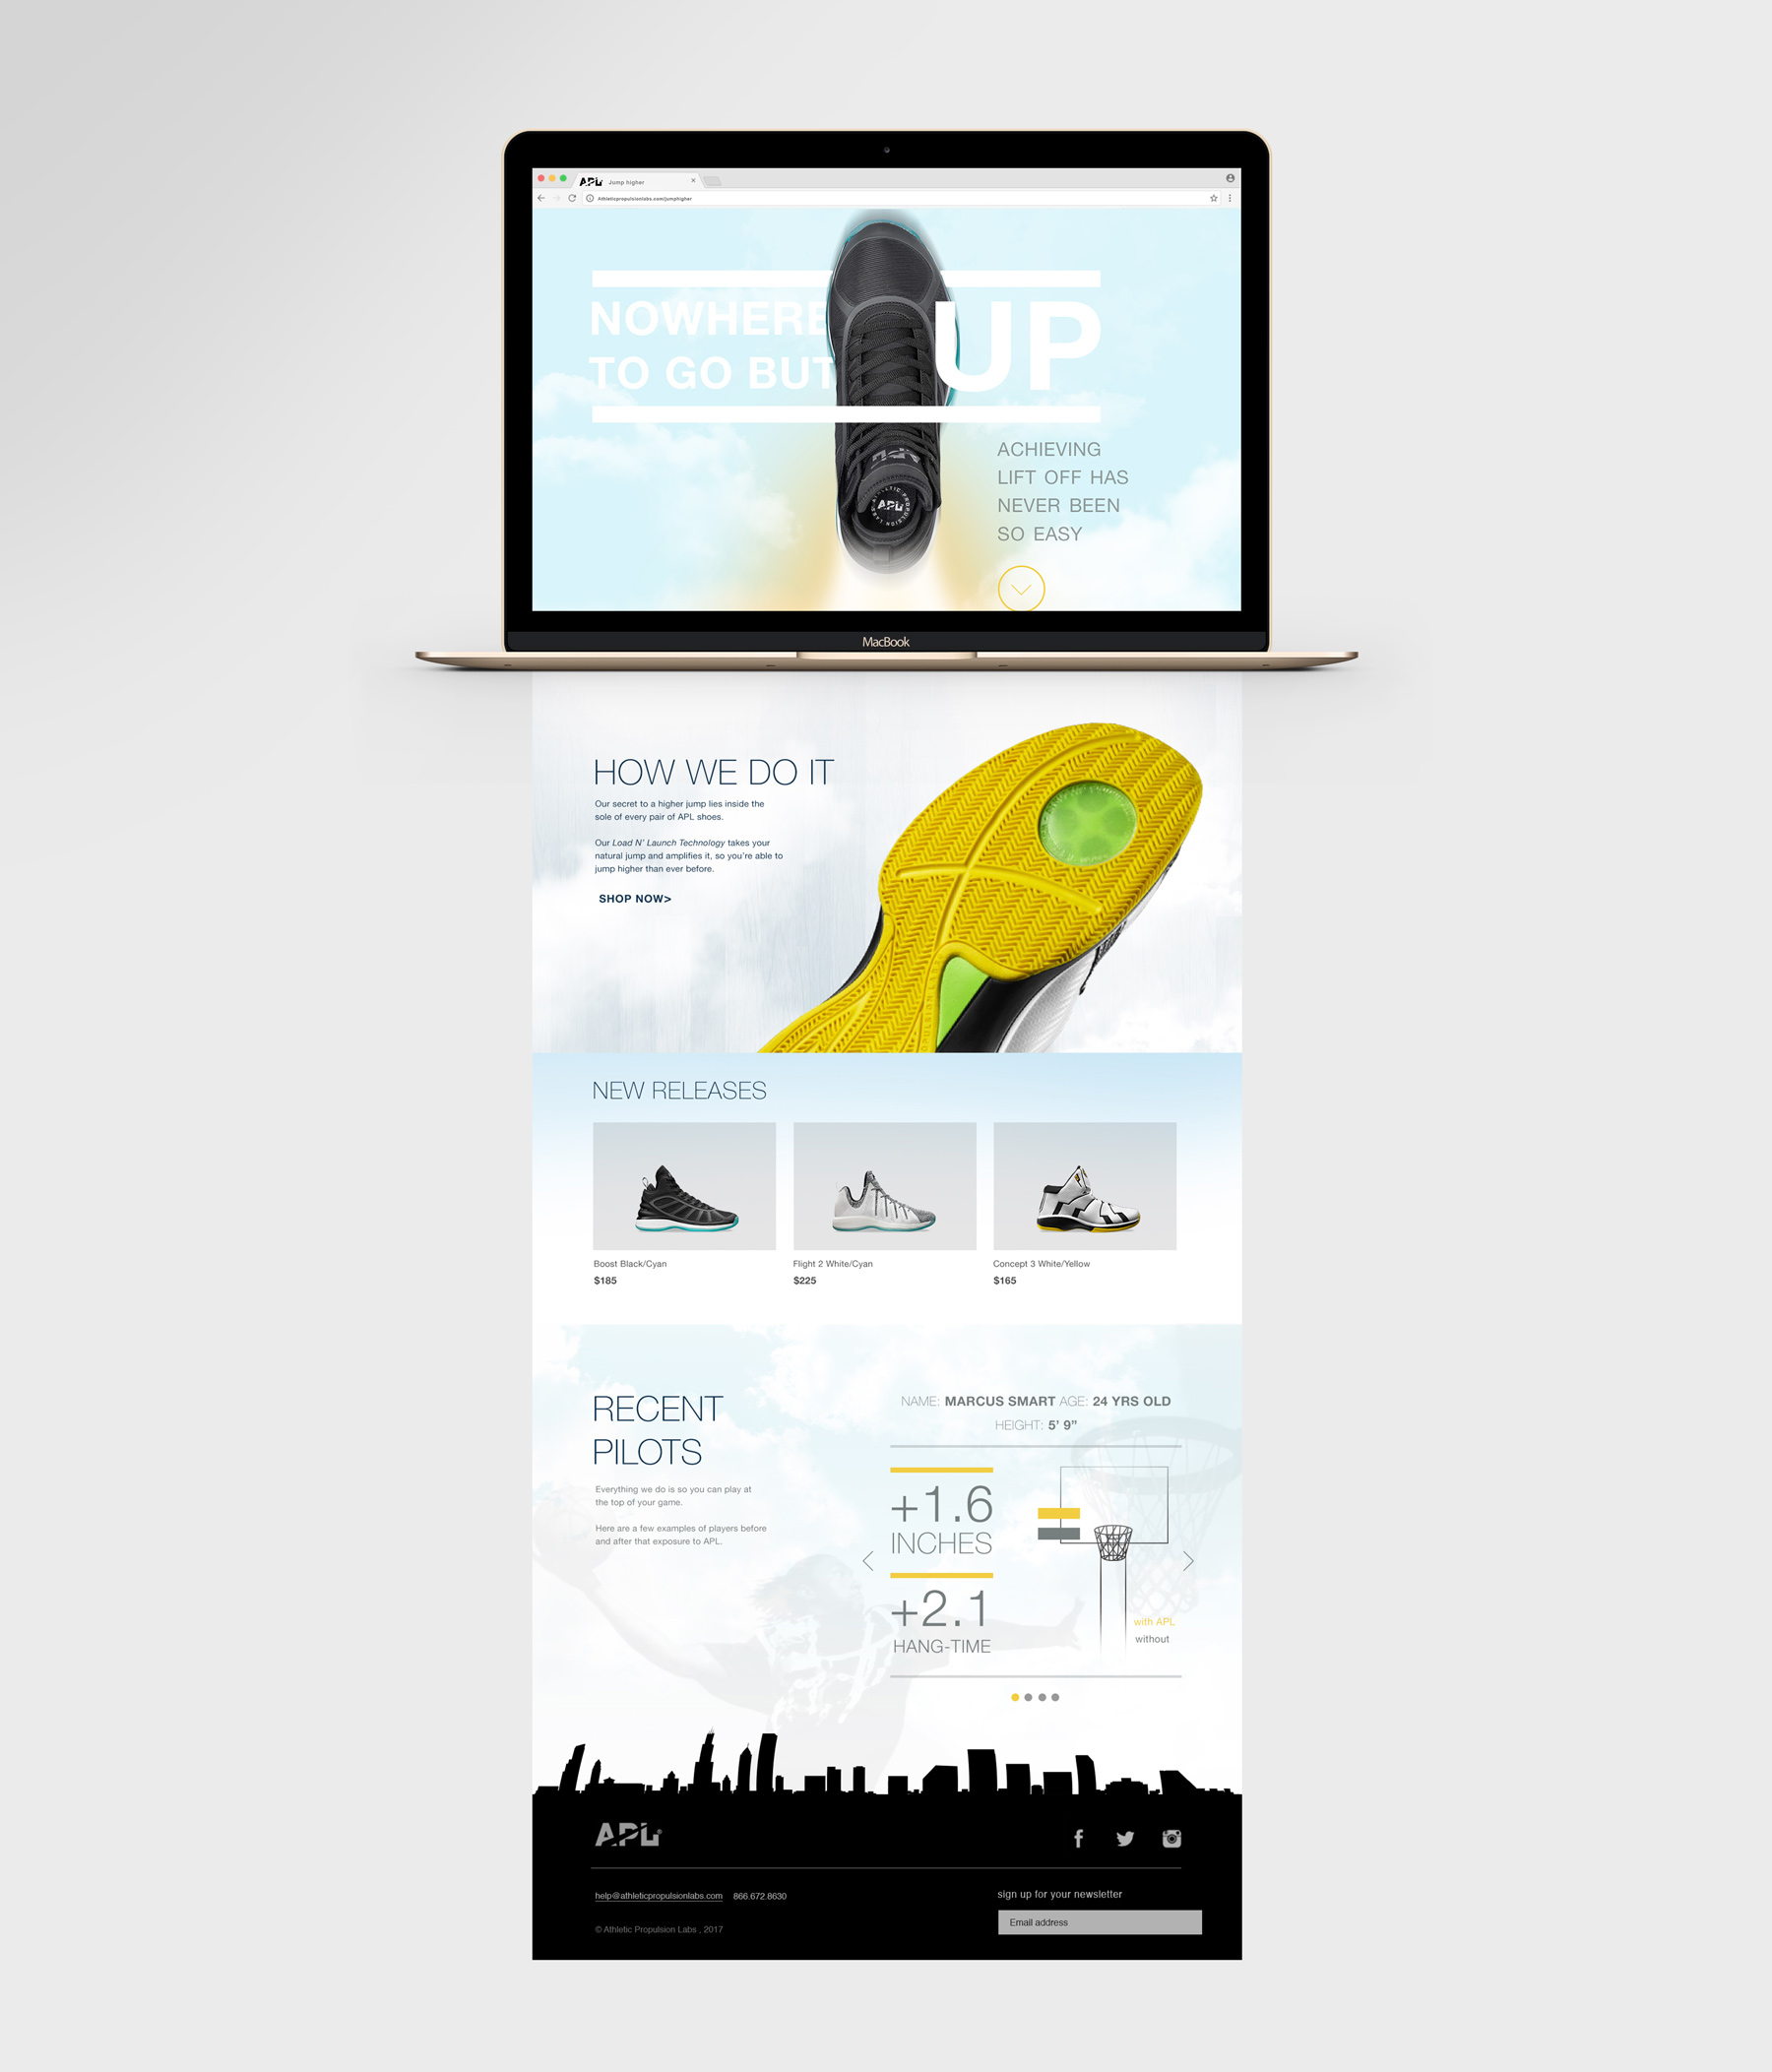 APL Jump higher
Athleticpropulsionlabs.com/jumphigher
NOWHERE
TO GO BUT
UP
APL
ATHLETIC PROPULSION LABS
APL
ACHIEVING
LIFT OFF HAS
NEVER BEEN
SO EASY
MacBook
HOW WE DO IT
Our secret to a higher jump lies inside the
sole of every pair of APL shoes.
Our Load N' Launch Technology takes your
natural jump and amplifies it, so you're able to
jump higher than ever before.
SHOP NOW>
NEW RELEASES
Boost Black/Cyan
$185
Flight 2 White/Cyan
$225
Concept 3 White/Yellow
$165
RECENT
PILOTS
Everything we do is so you can play at
the top of your game.
Here are a few examples of players before
and after that exposure to APL.
NAME: MARCUS SMART AGE: 24 YRS OLD
HEIGHT: 5’ 9”
+1.6
INCHES
+2.1
HANG-TIME
with APL
without
APL®
help@athleticpropulsionlabs.com 866.672.8630
© Athletic Propulsion Labs , 2017
sign up for your newsletter
Email address